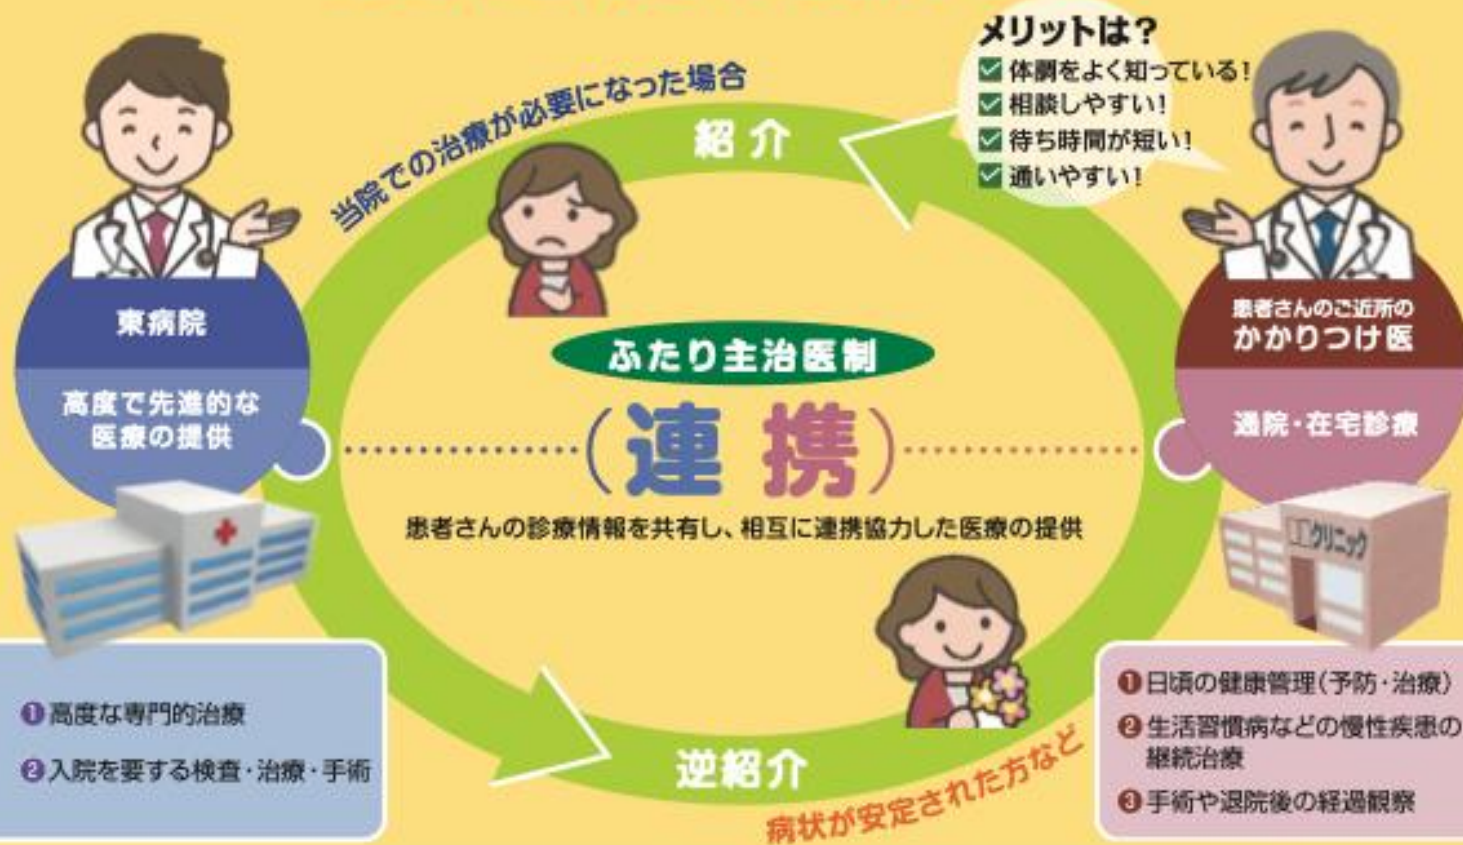 メリットは？
体調をよく知っている！
相談しやすい！
待ち時間が短い！
通いやすい！
当院での治療が必要になった場合
紹介
東病院
高度で先進的な
医療の提供
患者さんのご近所の
かかりつけ医
通院・在宅診療
ふたり主治医制
（連携）
患者さんの診療情報を共有し、相互に連携協力した医療の提供
□□クリニック
❶高度な専門的治療
❷入院を要する検査・治療・手術
逆紹介
病状が安定された方など
❶日頃の健康管理（予防・治療）
❷生活習慣病などの慢性疾患の
継続治療
❸手術や退院後の経過観察